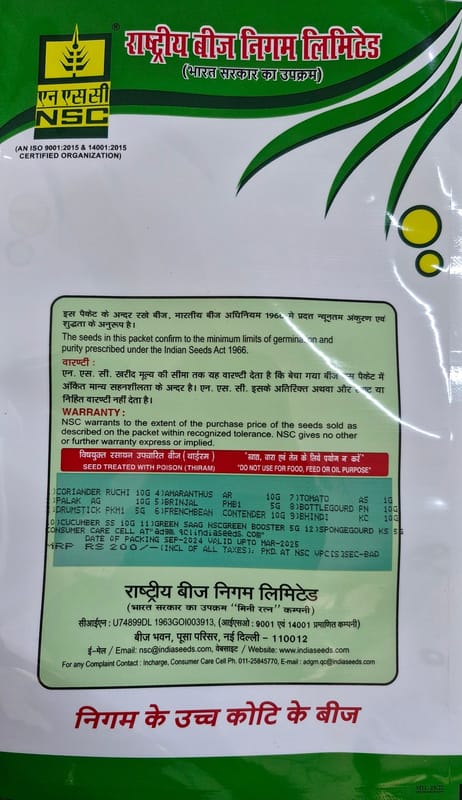 राष्ट्रीय बीज निगम लिमिटेड
®
(भारत सरकार का उपक्रम)
एन एस सी
NSC
(AN ISO 9001:2015 & 14001:2015
CERTIFIED ORGANIZATION)
इस पैकेट के अन्दर रखे बीज, भारतीय बीज अधिनियम 1966 में प्रदत्त न्यूनतम अंकुरण एवं
शुद्धता के अनुरूप है।
The seeds in this packet confirm to the minimum limits of germination and
purity prescribed under the Indian Seeds Act 1966.
वारण्टी :
एन. एस. सी. खरीद मूल्य की सीमा तक यह वारण्टी देता है कि बेचा गया बीज इस पैकेट में
अंकित मान्य सहनशीलता के अन्दर है। एन. एस. सी. इसके अतिरिक्त अथवा और या
निहित वारण्टी नहीं देता है।
WARRANTY:
NSC warrants to the extent of the purchase price of the seeds sold as
described on the packet within recognized tolerance. NSC gives no other
or further warranty express or implied.
विषयुक्त रसायन उपचारित बीज (थाईरम)
SEED TREATED WITH POISON (THIRAM)
"खाद्य, चारा एवं तेल के लिये प्रयोग न करें"
"DO NOT USE FOR FOOD, FEED OR OIL PURPOSE"
)CORIANDER RUCHI 10G 4)AMARANTHUS AR 10G 7)TOMATO AS 1G
)PALAK AG 10G 5)BRINJAL PHB1 5G 8)BOTTLEGOURD PN 10G
)DRUMSTICK PKM1 5G 6)FRENCHBEAN CONTENDER 10G 9)BHINDI KC 10G
)CUCUMBER SS 10G 11)GREEN SAAG NSCGREEN BOOSTER 5G 12)SPONGEGOURD KS 5G
CONSUMER CARE CELL AT
DATE OF PACKING SEP-2024 VALID UPTO MAR-2025
MRP RS 200/-(INCL OF ALL TAXES). PKD.AT NSC
राष्ट्रीय बीज निगम लिमिटेड
(भारत सरकार का उपक्रम "मिनी रत्न" कम्पनी)
सीआईएन : U74899DL 1963GOI003913, (आईएसओ : 9001 एवं 14001 प्रमाणित कम्पनी)
बीज भवन, पूसा परिसर, नई दिल्ली - 110012
ई-मेल / Email: nsc@indiaseeds.com, वेबसाइट / Website: www.indiaseeds.com
For any Complaint Contact : Incharge, Consumer Care Cell Ph. 011-25845770, E-mail : adgm.qc@indiaseeds.com
निगम के उच्च कोटि के बीज